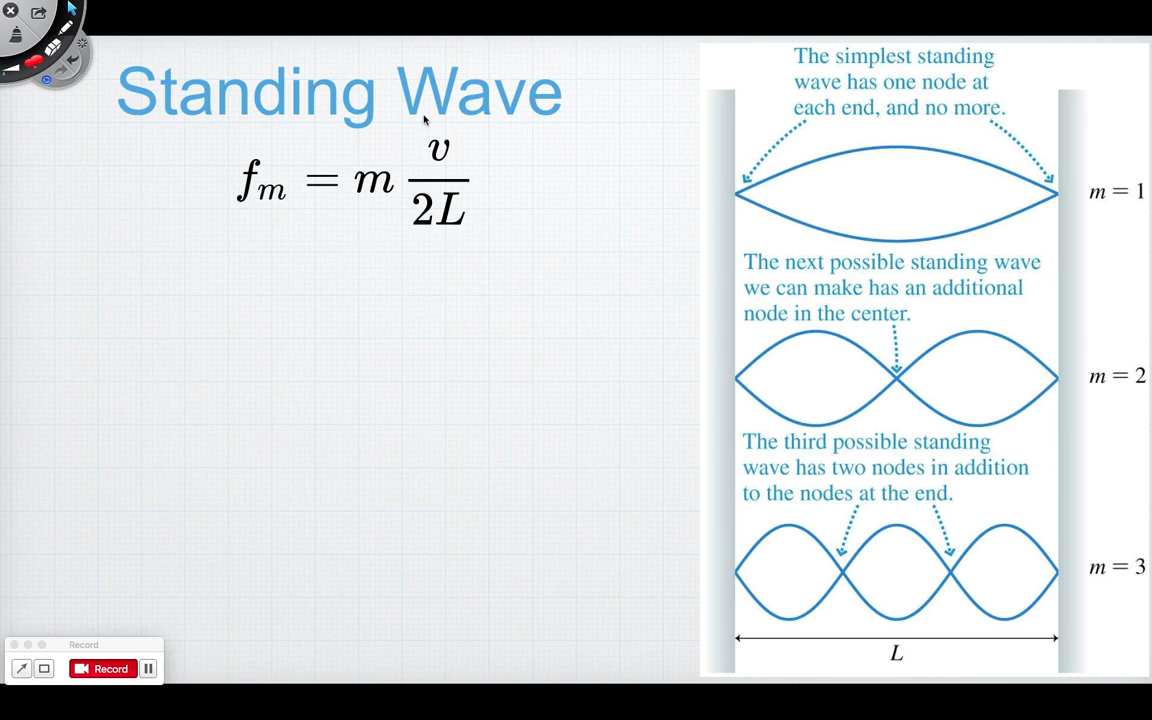 Standing Wave
f_m = m v/2L
The simplest standing
wave has one node at
each end, and no more.
m = 1
The next possible standing wave
we can make has an additional
node in the center.
m = 2
The third possible standing
wave has two nodes in addition
to the nodes at the end.
m = 3
L
Record
Record